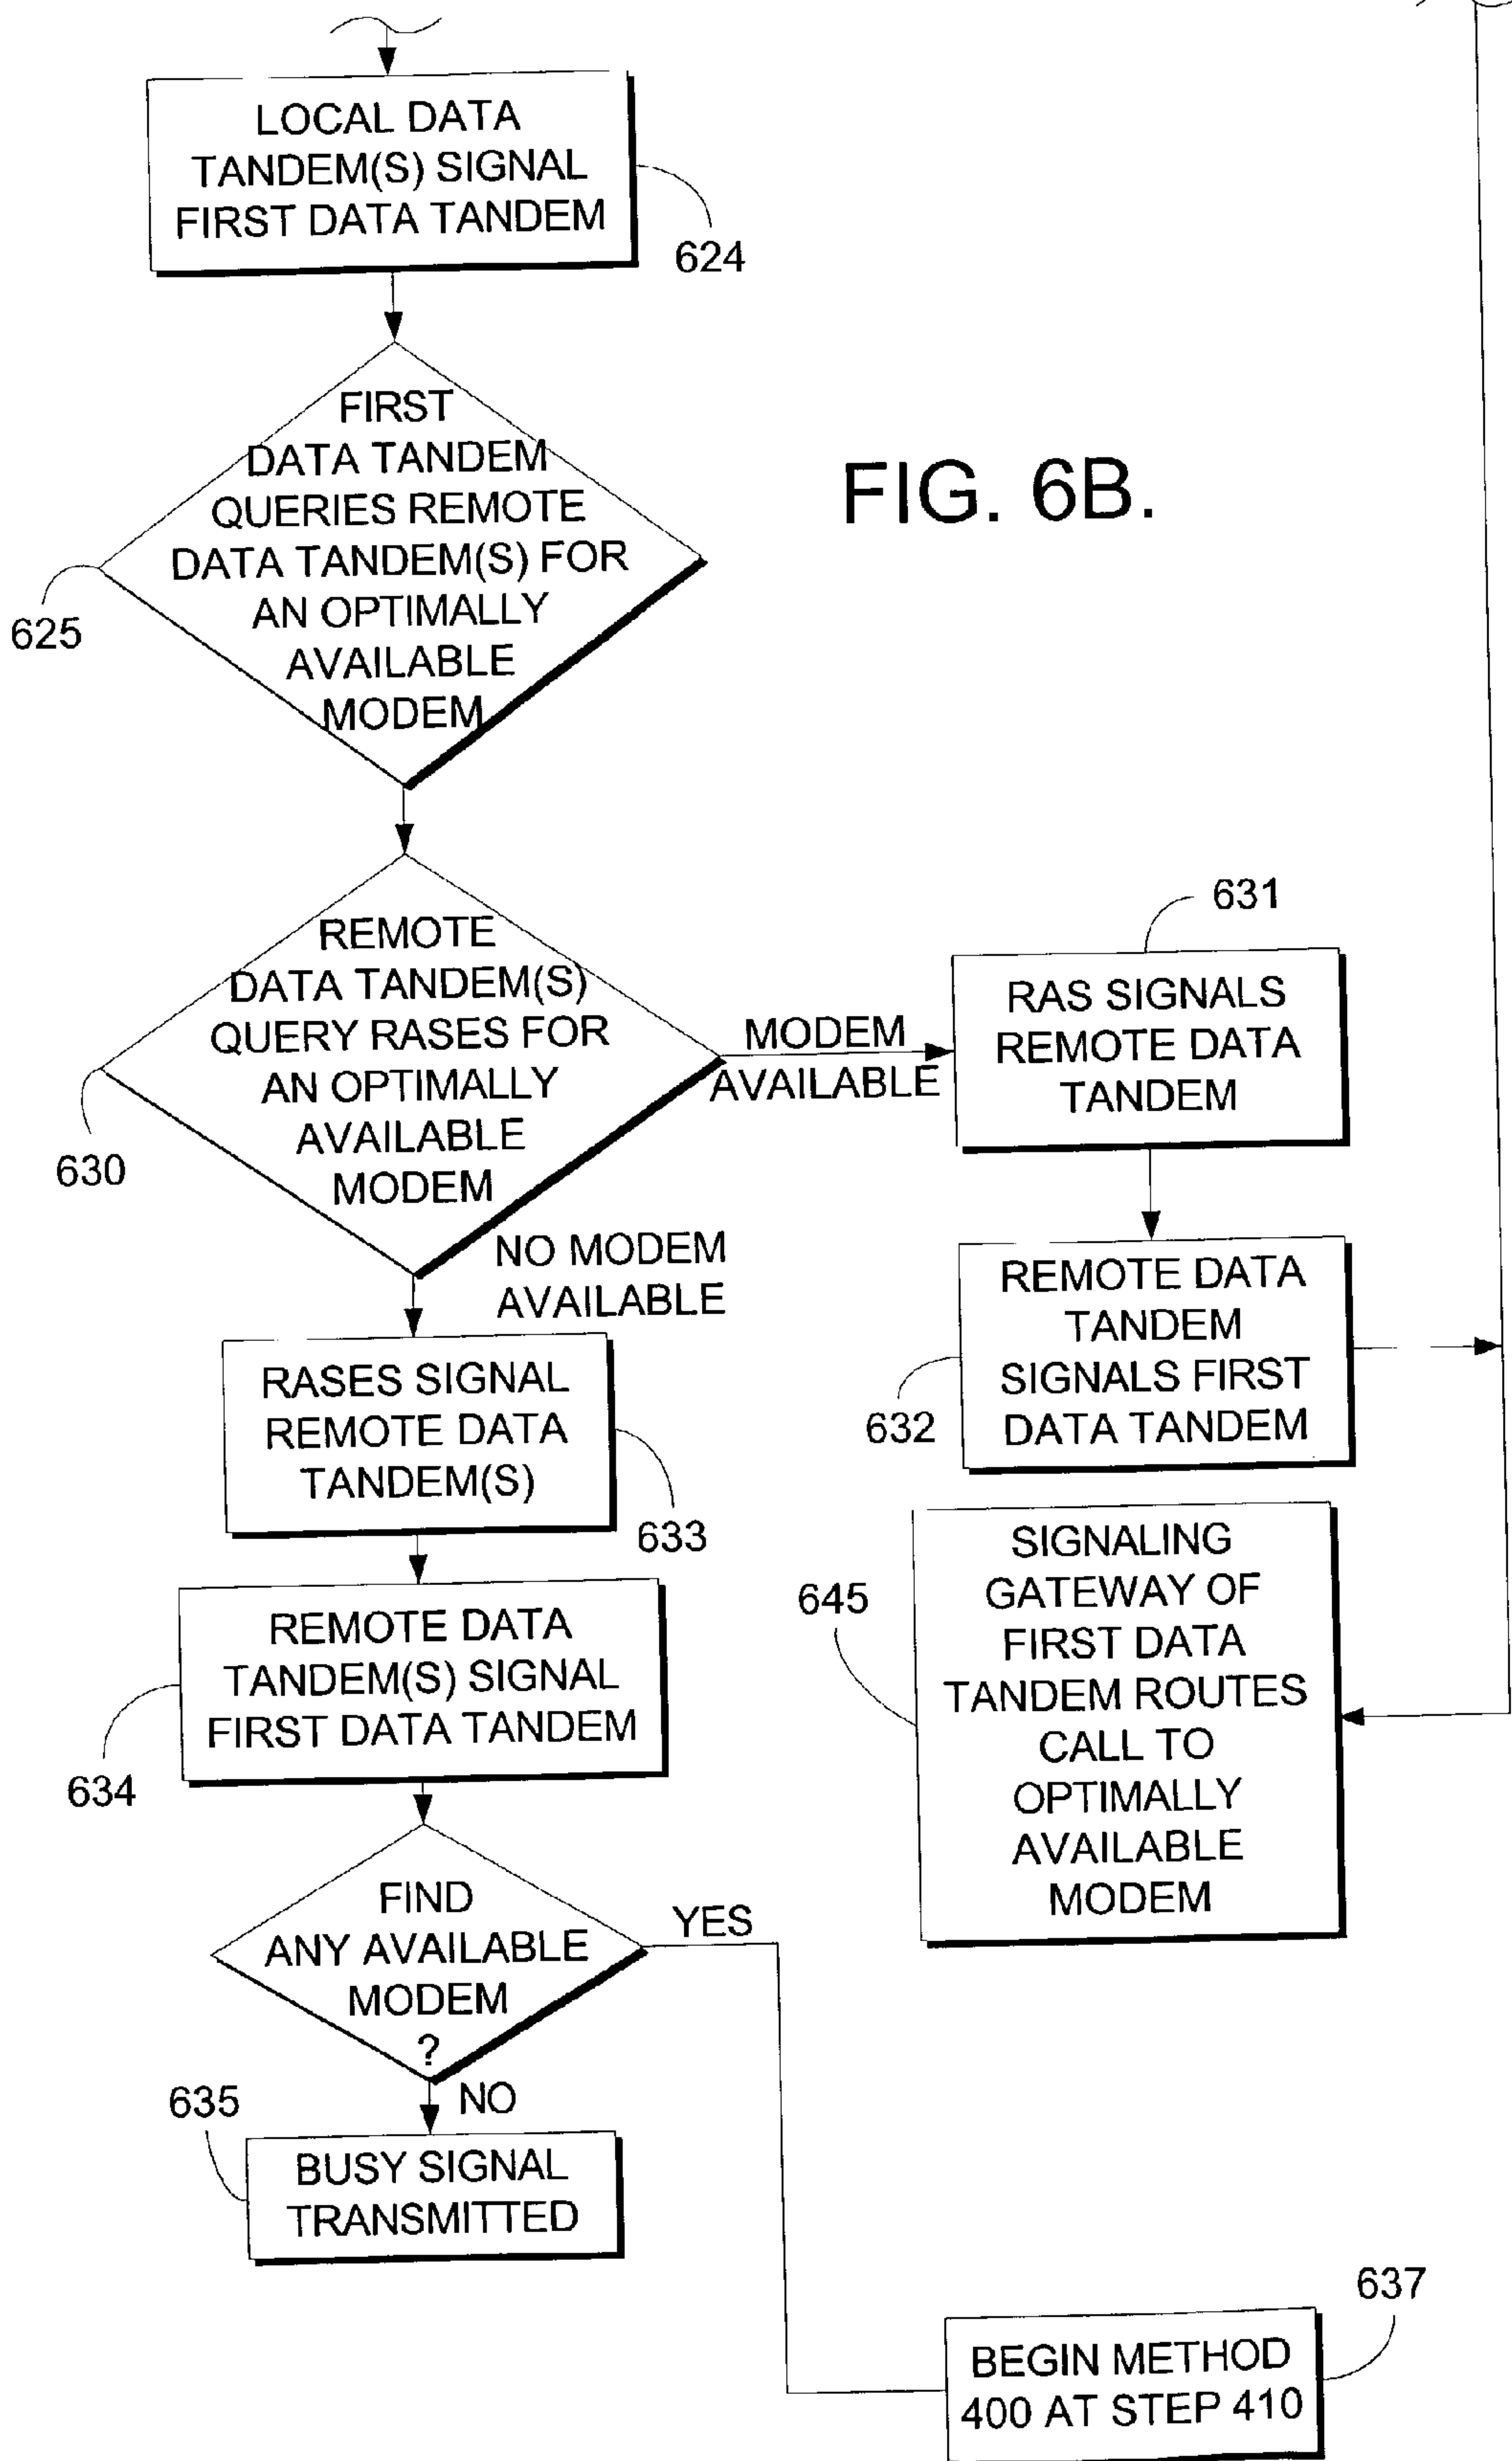 LOCAL DATA
TANDEM(S) SIGNAL
FIRST DATA TANDEM
624
FIRST
DATA TANDEM
QUERIES REMOTE
DATA TANDEM(S) FOR
AN OPTIMALLY
AVAILABLE
MODEM
625
FIG. 6B.
REMOTE
DATA TANDEM(S)
QUERY RASES FOR
AN OPTIMALLY
AVAILABLE
MODEM
630
MODEM
AVAILABLE
631
RAS SIGNALS
REMOTE DATA
TANDEM
NO MODEM
AVAILABLE
REMOTE DATA
TANDEM
SIGNALS FIRST
DATA TANDEM
632
RASES SIGNAL
REMOTE DATA
TANDEM(S)
633
SIGNALING
GATEWAY OF
FIRST DATA
TANDEM ROUTES
CALL TO
OPTIMALLY
AVAILABLE
MODEM
645
REMOTE DATA
TANDEM(S) SIGNAL
FIRST DATA TANDEM
634
FIND
ANY AVAILABLE
MODEM
?
YES
NO
635
BUSY SIGNAL
TRANSMITTED
637
BEGIN METHOD
400 AT STEP 410